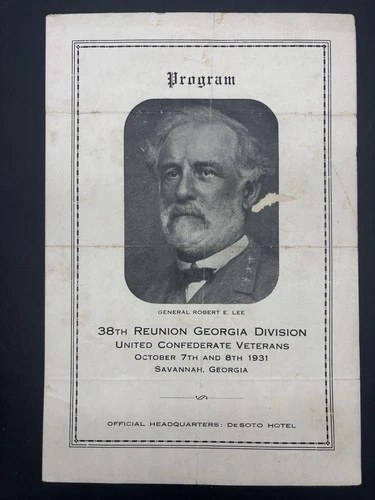 Program
GENERAL ROBERT E. LEE
38TH REUNION GEORGIA DIVISION
UNITED CONFEDERATE VETERANS
OCTOBER 7TH AND 8TH 1931
SAVANNAH, GEORGIA
OFFICIAL HEADQUARTERS: DESOTO HOTEL